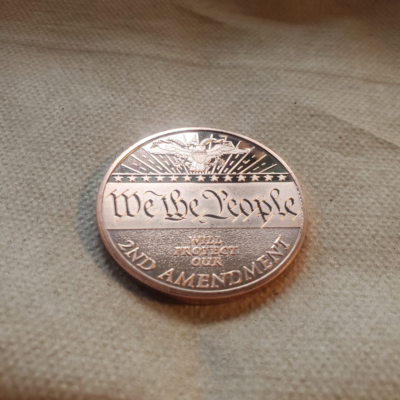 We The People
WILL
PROTECT
OUR
2ND AMENDMENT